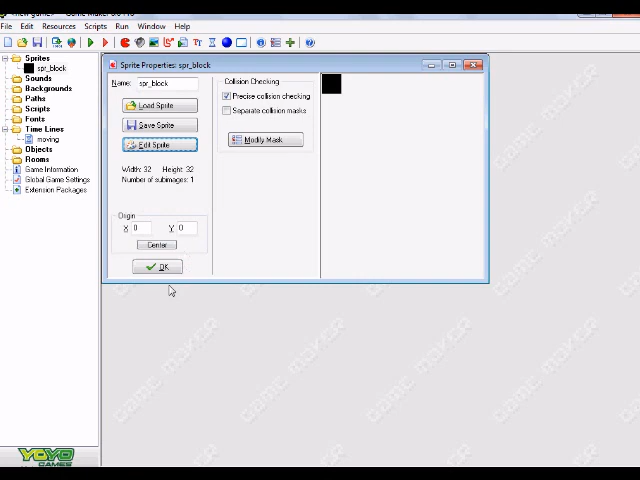 File Edit Resources Scripts Run Window Help
Sprites
spr_block
Sounds
Backgrounds
Paths
Scripts
Fonts
Time Lines
moving
Objects
Rooms
Game Information
Global Game Settings
Extension Packages
Sprite Properties: spr_block
Name: spr_block
Load Sprite
Save Sprite
Edit Sprite
Width: 32 Height: 32
Number of subimages: 1
Origin
X 0 Y 0
Center
OK
Collision Checking
Precise collision checking
Separate collision masks
Modify Mask
YOYO
GAMES
GAME MAKER